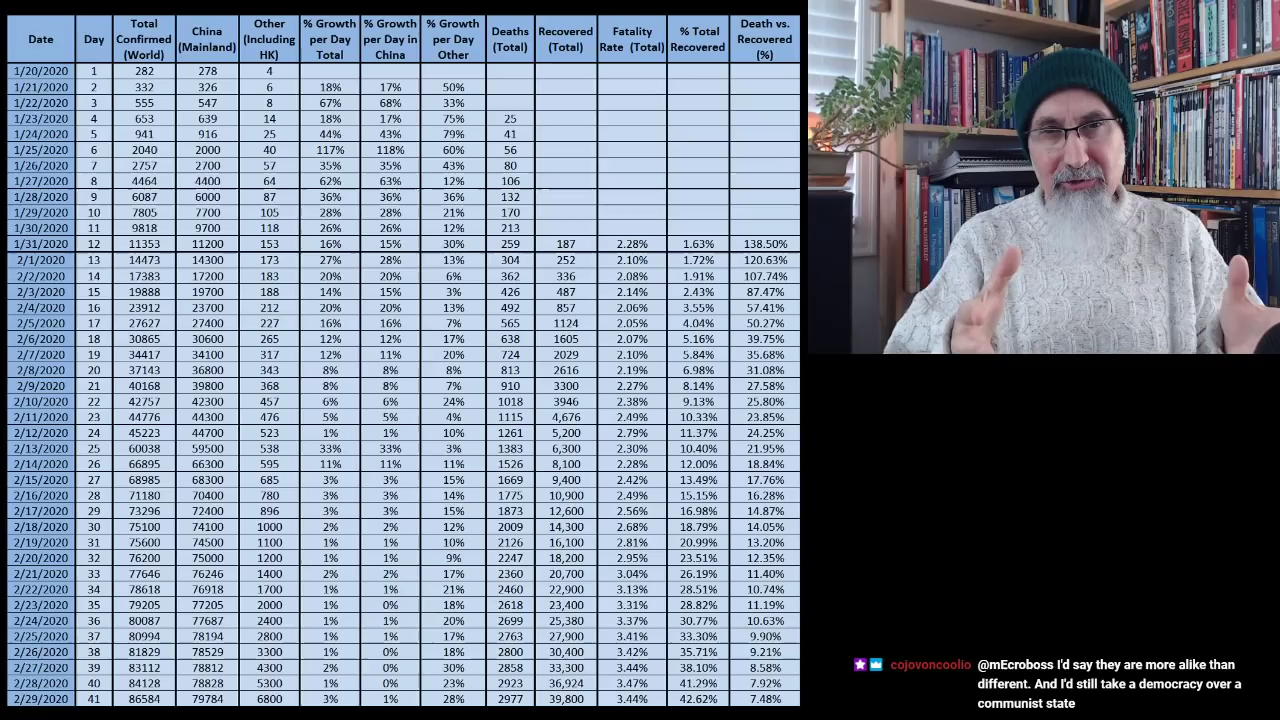 Date Day Total Confirmed (World) China (Mainland) Other (Including HK) % Growth per Day Total % Growth per Day in China % Growth per Day Other Deaths (Total) Recovered (Total) Fatality Rate (Total) % Total Recovered Death vs. Recovered (%)
1/20/2020 1 282 278 4
1/21/2020 2 332 326 6 18% 17% 50%
1/22/2020 3 555 547 8 67% 68% 33%
1/23/2020 4 653 639 14 18% 17% 75% 25
1/24/2020 5 941 916 25 44% 43% 79% 41
1/25/2020 6 2040 2000 40 117% 118% 60% 56
1/26/2020 7 2757 2700 57 35% 35% 43% 80
1/27/2020 8 4464 4400 64 62% 63% 12% 106
1/28/2020 9 6087 6000 87 36% 36% 36% 132
1/29/2020 10 7805 7700 105 28% 28% 21% 170
1/30/2020 11 9818 9700 118 26% 26% 12% 213
1/31/2020 12 11353 11200 153 16% 15% 30% 259 187 2.28% 1.63% 138.50%
2/1/2020 13 14473 14300 173 27% 28% 13% 304 252 2.10% 1.72% 120.63%
2/2/2020 14 17383 17200 183 20% 20% 6% 362 336 2.08% 1.91% 107.74%
2/3/2020 15 19888 19700 188 14% 15% 3% 426 487 2.14% 2.43% 87.47%
2/4/2020 16 23912 23700 212 20% 20% 13% 492 857 2.06% 3.55% 57.41%
2/5/2020 17 27627 27400 227 16% 16% 7% 565 1124 2.05% 4.04% 50.27%
2/6/2020 18 30865 30600 265 12% 12% 17% 638 1605 2.07% 5.16% 39.75%
2/7/2020 19 34417 34100 317 12% 11% 20% 724 2029 2.10% 5.84% 35.68%
2/8/2020 20 37143 36800 343 8% 8% 8% 813 2616 2.19% 6.98% 31.08%
2/9/2020 21 40168 39800 368 8% 8% 7% 910 3300 2.27% 8.14% 27.58%
2/10/2020 22 42757 42300 457 6% 6% 24% 1018 3946 2.38% 9.13% 25.80%
2/11/2020 23 44776 44300 476 5% 5% 4% 1115 4,676 2.49% 10.33% 23.85%
2/12/2020 24 45223 44700 523 1% 1% 10% 1261 5,200 2.79% 11.37% 24.25%
2/13/2020 25 60038 59500 538 33% 33% 3% 1383 6,300 2.30% 10.40% 21.95%
2/14/2020 26 66895 66300 595 11% 11% 11% 1526 8,100 2.28% 12.00% 18.84%
2/15/2020 27 68985 68300 685 3% 3% 15% 1669 9,400 2.42% 13.49% 17.76%
2/16/2020 28 71180 70400 780 3% 3% 14% 1775 10,900 2.49% 15.15% 16.28%
2/17/2020 29 73296 72400 896 3% 3% 15% 1873 12,600 2.56% 16.98% 14.87%
2/18/2020 30 75100 74100 1000 2% 2% 12% 2009 14,300 2.68% 18.79% 14.05%
2/19/2020 31 75600 74500 1100 1% 1% 10% 2126 16,100 2.81% 20.99% 13.20%
2/20/2020 32 76200 75000 1200 1% 1% 9% 2247 18,200 2.95% 23.51% 12.35%
2/21/2020 33 77646 76246 1400 2% 2% 17% 2360 20,700 3.04% 26.19% 11.40%
2/22/2020 34 78618 76918 1700 1% 1% 21% 2460 22,900 3.13% 28.51% 10.74%
2/23/2020 35 79205 77205 2000 1% 0% 18% 2618 23,400 3.31% 28.82% 11.19%
2/24/2020 36 80087 77687 2400 1% 1% 20% 2699 25,380 3.37% 30.77% 10.63%
2/25/2020 37 80994 78194 2800 1% 1% 17% 2763 27,900 3.41% 33.30% 9.90%
2/26/2020 38 81829 78529 3300 1% 0% 18% 2800 30,400 3.42% 35.71% 9.21%
2/27/2020 39 83112 78812 4300 2% 0% 30% 2858 33,300 3.44% 38.10% 8.58%
2/28/2020 40 84128 78828 5300 1% 0% 23% 2923 36,924 3.47% 41.29% 7.92%
2/29/2020 41 86584 79784 6800 3% 1% 28% 2977 39,800 3.44% 42.62% 7.48%
cojovoncoolio @mEcroboss I'd say they are more alike than
different. And I'd still take a democracy over a
communist state